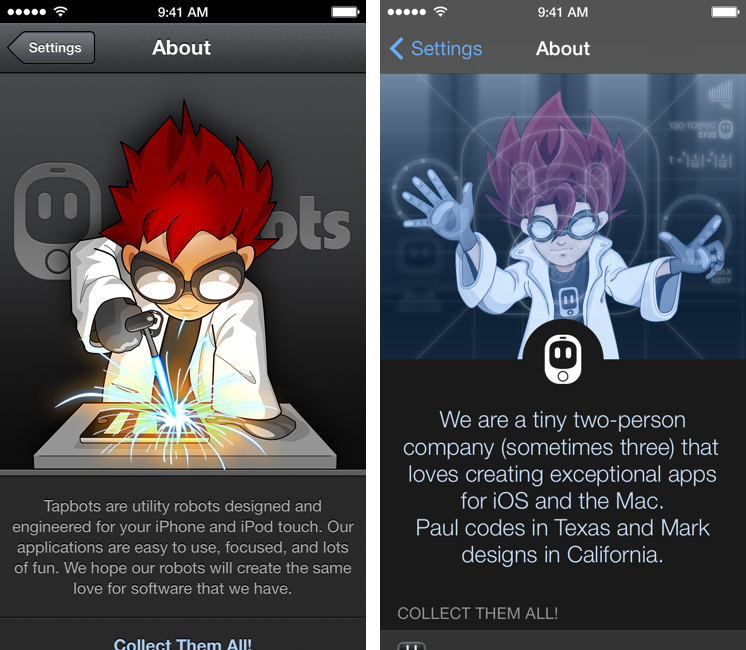 9:41 AM
Settings
About
bots
Tapbots are utility robots designed and
engineered for your iPhone and iPod touch. Our
applications are easy to use, focused, and lots
of fun. We hope our robots will create the same
love for software that we have.
Collect Them All!
9:41 AM
Settings
About
TAPBOT OS7
2013
We are a tiny two-person
company (sometimes three) that
loves creating exceptional apps
for iOS and the Mac.
Paul codes in Texas and Mark
designs in California.
COLLECT THEM ALL!